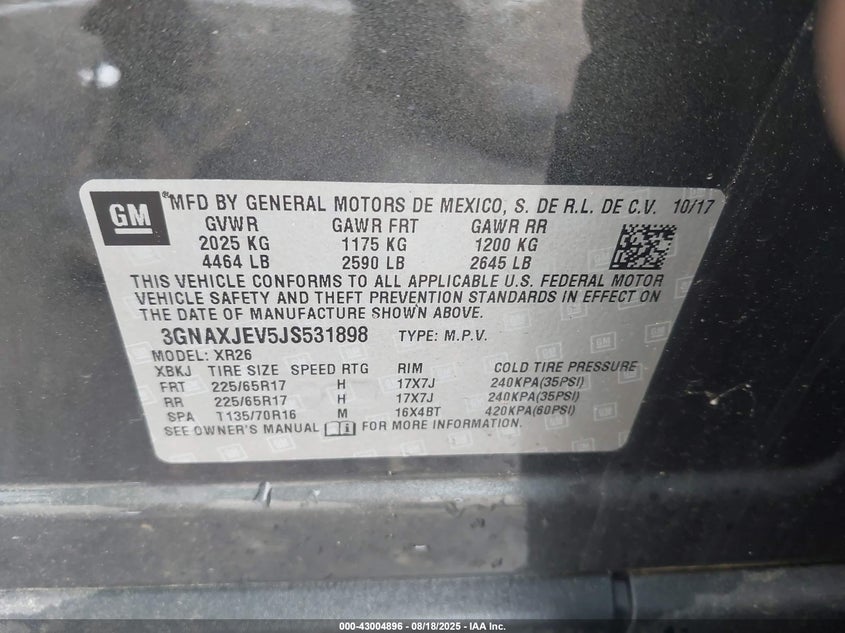 GM ® MFD BY GENERAL MOTORS DE MEXICO, S. DE R.L. DE C.V. 10/17
GVWR GAWR FRT GAWR RR
2025 KG 1175 KG 1200 KG
4464 LB 2590 LB 2645 LB
THIS VEHICLE CONFORMS TO ALL APPLICABLE U.S. FEDERAL MOTOR
VEHICLE SAFETY AND THEFT PREVENTION STANDARDS IN EFFECT ON
THE DATE OF MANUFACTURE SHOWN ABOVE.
3GNAXJEV5JS531898 TYPE: M.P.V.
MODEL: XR26
XBKJ TIRE SIZE SPEED RTG RIM COLD TIRE PRESSURE
FRT 225/65R17 H 17X7J 240KPA(35PSI)
RR 225/65R17 H 17X7J 240KPA(35PSI)
SPA T135/70R16 M 16X4BT 420KPA(60PSI)
SEE OWNER'S MANUAL FOR MORE INFORMATION.
000-43004896 - 08/18/2025 - IAA Inc.